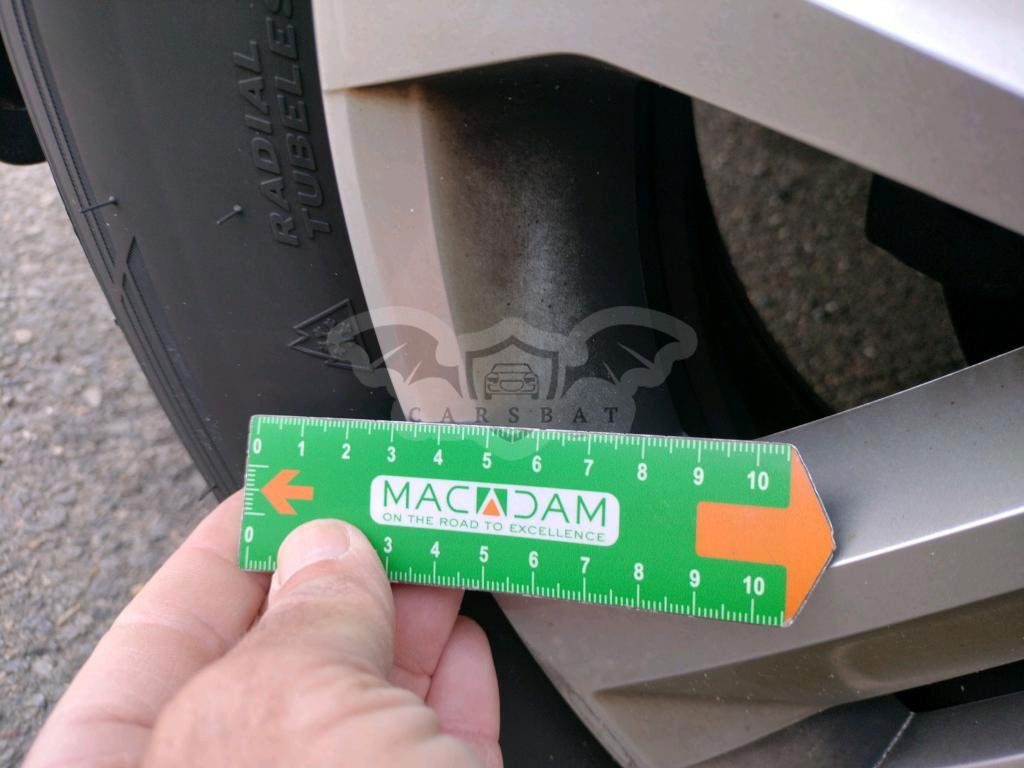 RADIAL
TUBELES
CARSBAT
0 1 2 3 4 5 6 7 8 9 10
MACADAM
ON THE ROAD TO EXCELLENCE
0 3 4 5 6 7 8 9 10